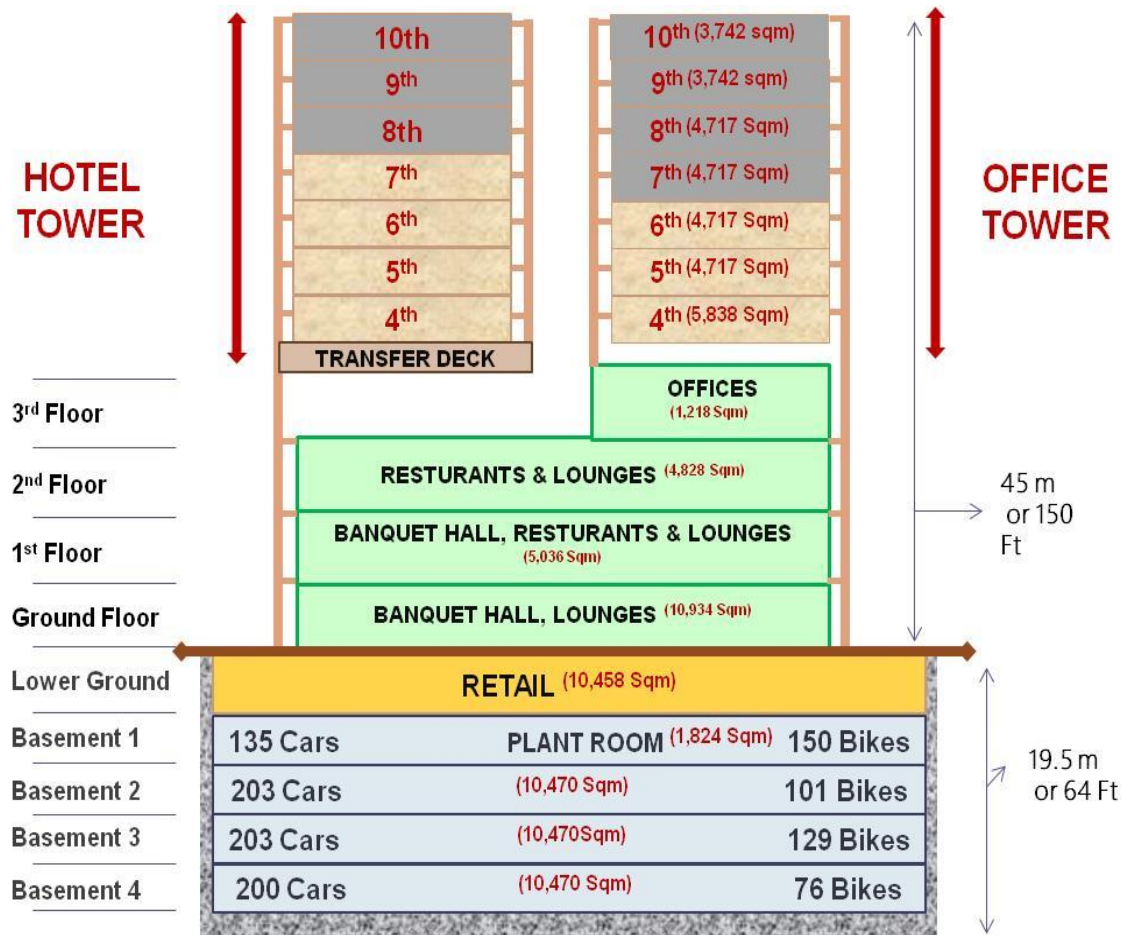 HOTEL
TOWER
10th
9th
8th
7th
6th
5th
4th
TRANSFER DECK
10th (3,742 sqm)
9th (3,742 sqm)
8th (4,717 Sqm)
7th (4,717 Sqm)
6th (4,717 Sqm)
5th (4,717 Sqm)
4th (5,838 Sqm)
OFFICE
TOWER
3rd Floor
OFFICES
(1,218 Sqm)
2nd Floor
RESTURANTS & LOUNGES (4,828 Sqm)
1st Floor
BANQUET HALL, RESTURANTS & LOUNGES
(5,036 Sqm)
Ground Floor
BANQUET HALL, LOUNGES (10,934 Sqm)
45 m
or 150
Ft
Lower Ground
RETAIL (10,458 Sqm)
Basement 1
135 Cars PLANT ROOM (1,824 Sqm) 150 Bikes
Basement 2
203 Cars (10,470 Sqm) 101 Bikes
Basement 3
203 Cars (10,470Sqm) 129 Bikes
Basement 4
200 Cars (10,470 Sqm) 76 Bikes
19.5 m
or 64 Ft